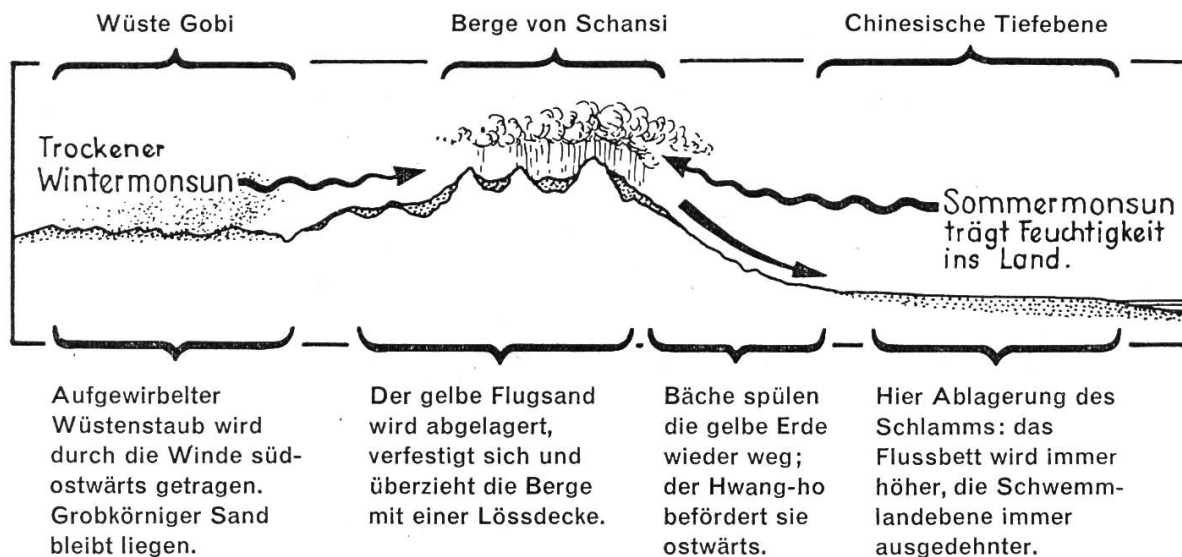 Wüste Gobi
Berge von Schansi
Chinesische Tiefebene
Trockener
Wintermonsun
Sommermonsun
trägt Feuchtigkeit
ins Land.
Aufgewirbelter
Wüstenstaub wird
durch die Winde süd-
ostwärts getragen.
Grobkörniger Sand
bleibt liegen.
Der gelbe Flugsand
wird abgelagert,
verfestigt sich und
überzieht die Berge
mit einer Lössdecke.
Bäche spülen
die gelbe Erde
wieder weg;
der Hwang-ho
befördert sie
ostwärts.
Hier Ablagerung des
Schlamms: das
Flussbett wird immer
höher, die Schwemm-
landebene immer
ausgedehnter.